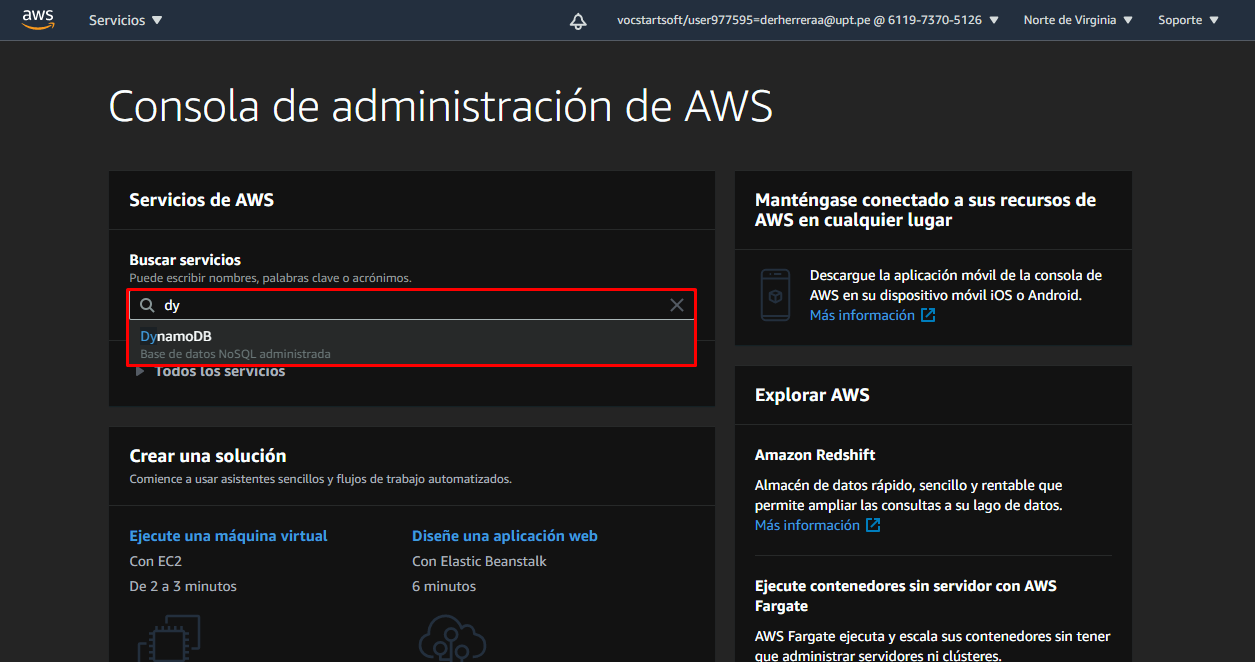 aws
Servicios
vocstartsoft/user977595=derherreraa@upt.pe @ 6119-7370-5126
Norte de Virginia
Soporte
Consola de administración de AWS
Servicios de AWS
Buscar servicios
Puede escribir nombres, palabras clave o acrónimos.
dy
DynamoDB
Base de datos NoSQL administrada
Todos los servicios
Crear una solución
Comience a usar asistentes sencillos y flujos de trabajo automatizados.
Ejecute una máquina virtual
Con EC2
De 2 a 3 minutos
Diseñe una aplicación web
Con Elastic Beanstalk
6 minutos
Manténgase conectado a sus recursos de
AWS en cualquier lugar
Descargue la aplicación móvil de la consola de
AWS en su dispositivo móvil iOS o Android.
Más información
Explorar AWS
Amazon Redshift
Almacén de datos rápido, sencillo y rentable que
permite ampliar las consultas a su lago de datos.
Más información
Ejecute contenedores sin servidor con AWS
Fargate
AWS Fargate ejecuta y escala sus contenedores sin tener
que administrar servidores ni clústeres.